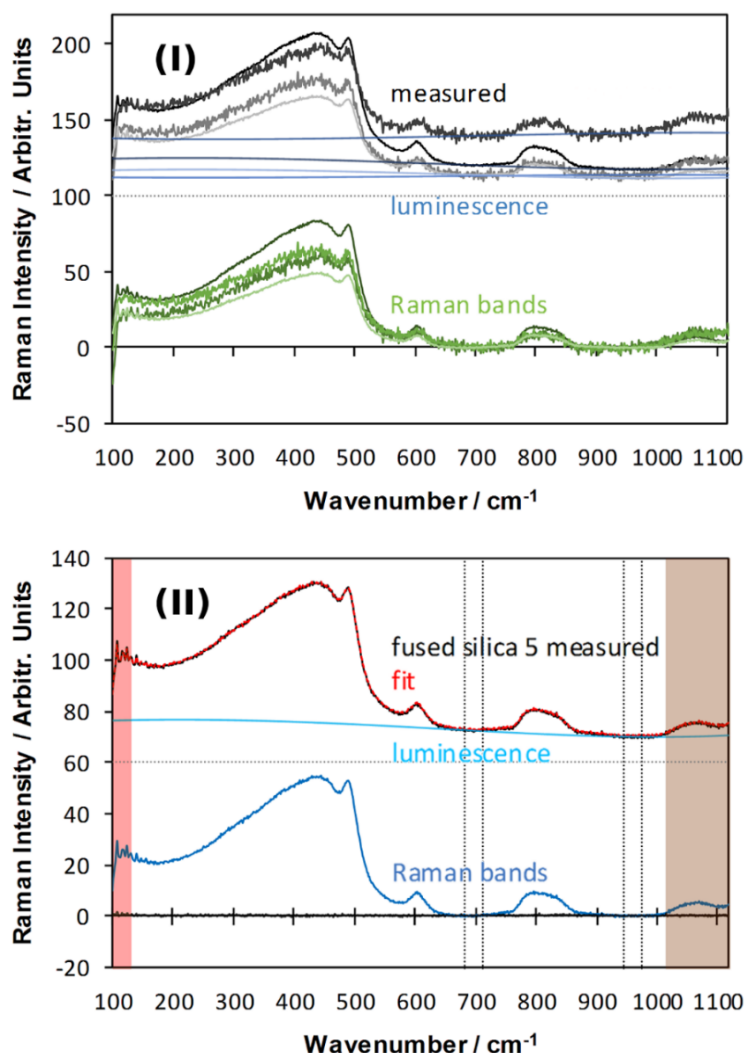 (I)
200
150
100
50
0
-50
Raman Intensity / Arbitr. Units
measured
luminescence
Raman bands
100 200 300 400 500 600 700 800 900 1000 1100
Wavenumber / cm⁻¹
(II)
140
120
100
80
60
40
20
0
-20
Raman Intensity / Arbitr. Units
fused silica 5 measured
fit
luminescence
Raman bands
100 200 300 400 500 600 700 800 900 1000 1100
Wavenumber / cm⁻¹